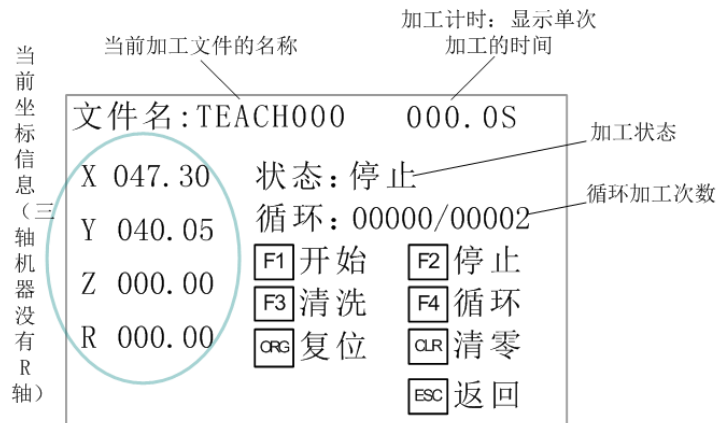 加工计时：显示单次
加工的时间
当前加工文件的名称
当前坐标信息（三轴机器没有R轴）
文件名:TEACH000 000.0S
加工状态
X 047.30 状态:停止
循环加工次数
Y 040.05 循环:00000/00002
F1 开始 F2 停止
Z 000.00
F3 清洗 F4 循环
R 000.00
ORG 复位 CLR 清零
ESC 返回